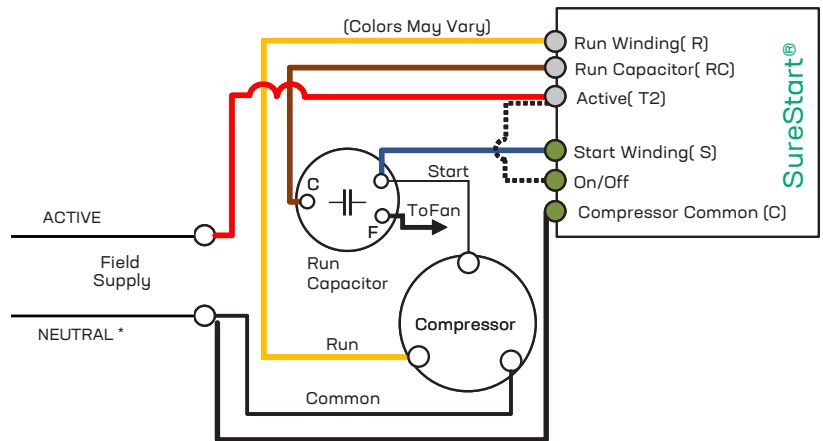 (Colors May Vary)
Run Winding( R)
Run Capacitor( RC)
Active( T2)
Start Winding( S)
On/Off
Compressor Common (C)
SureStart®
Start
C
ToFan
F
Run
Capacitor
ACTIVE
Field
Supply
NEUTRAL *
Compressor
Run
Common